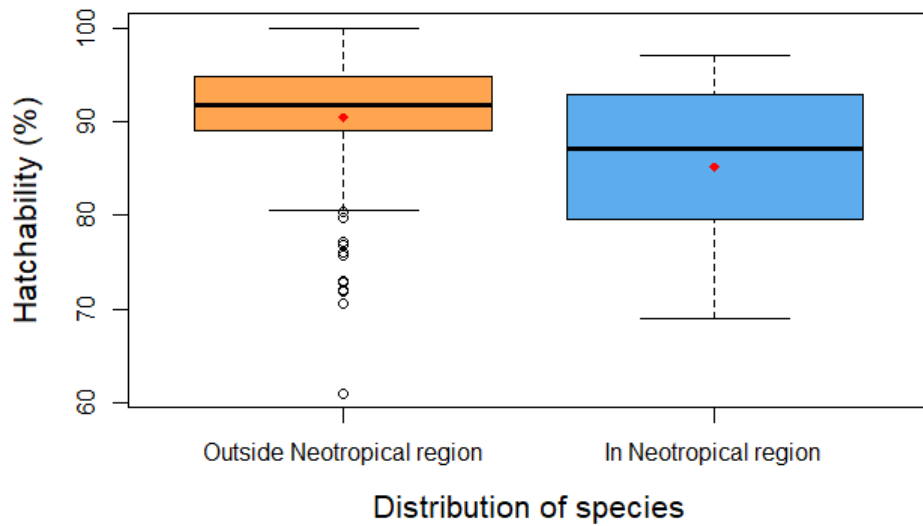 Hatchability (%)
100
90
80
70
60
Outside Neotropical region
In Neotropical region
Distribution of species